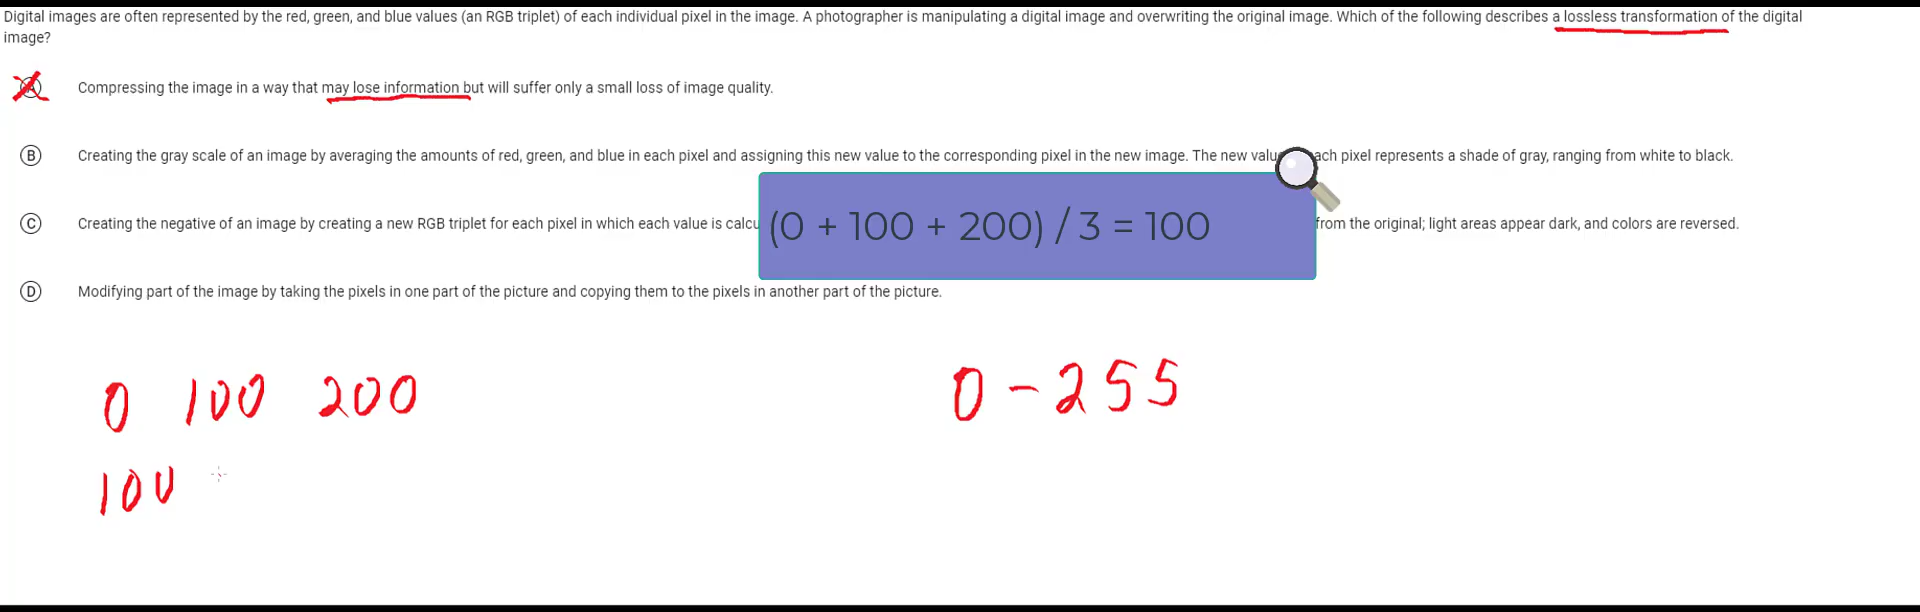 Digital images are often represented by the red, green, and blue values (an RGB triplet) of each individual pixel in the image. A photographer is manipulating a digital image and overwriting the original image. Which of the following describes a lossless transformation of the digital
image?
A Compressing the image in a way that may lose information but will suffer only a small loss of image quality.
B Creating the gray scale of an image by averaging the amounts of red, green, and blue in each pixel and assigning this new value to the corresponding pixel in the new image. The new valu ach pixel represents a shade of gray, ranging from white to black.
C Creating the negative of an image by creating a new RGB triplet for each pixel in which each value is calcu from the original; light areas appear dark, and colors are reversed.
(0 + 100 + 200) / 3 = 100
D Modifying part of the image by taking the pixels in one part of the picture and copying them to the pixels in another part of the picture.
0 100 200 0 - 255
100